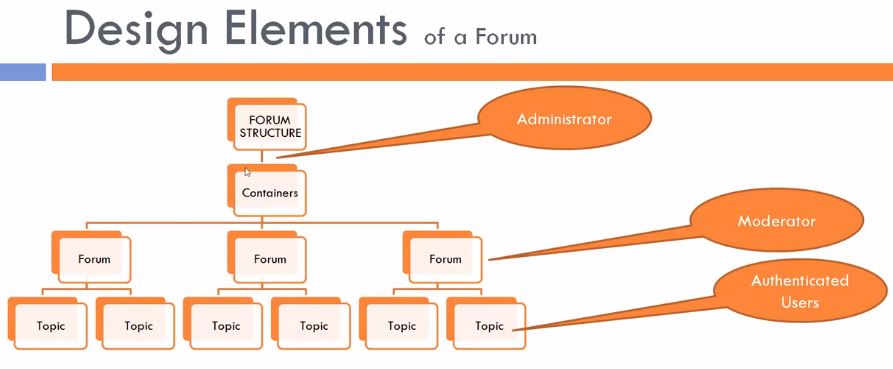 Design Elements of a Forum
FORUM
STRUCTURE
Administrator
Containers
Moderator
Forum
Forum
Forum
Authenticated
Users
Topic
Topic
Topic
Topic
Topic
Topic